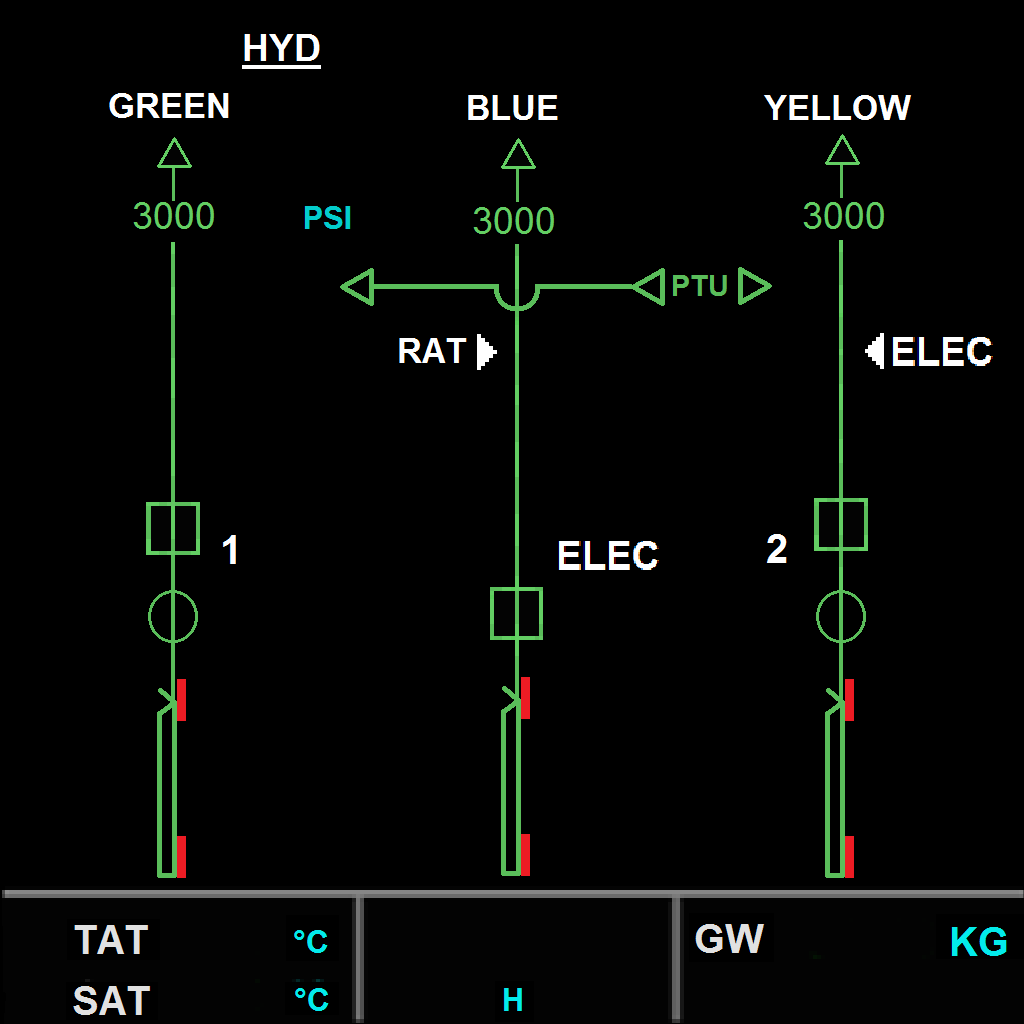 HYD
GREEN BLUE YELLOW
3000 PSI 3000 3000
PTU
RAT ELEC
1 ELEC 2
TAT °C GW KG
SAT °C H